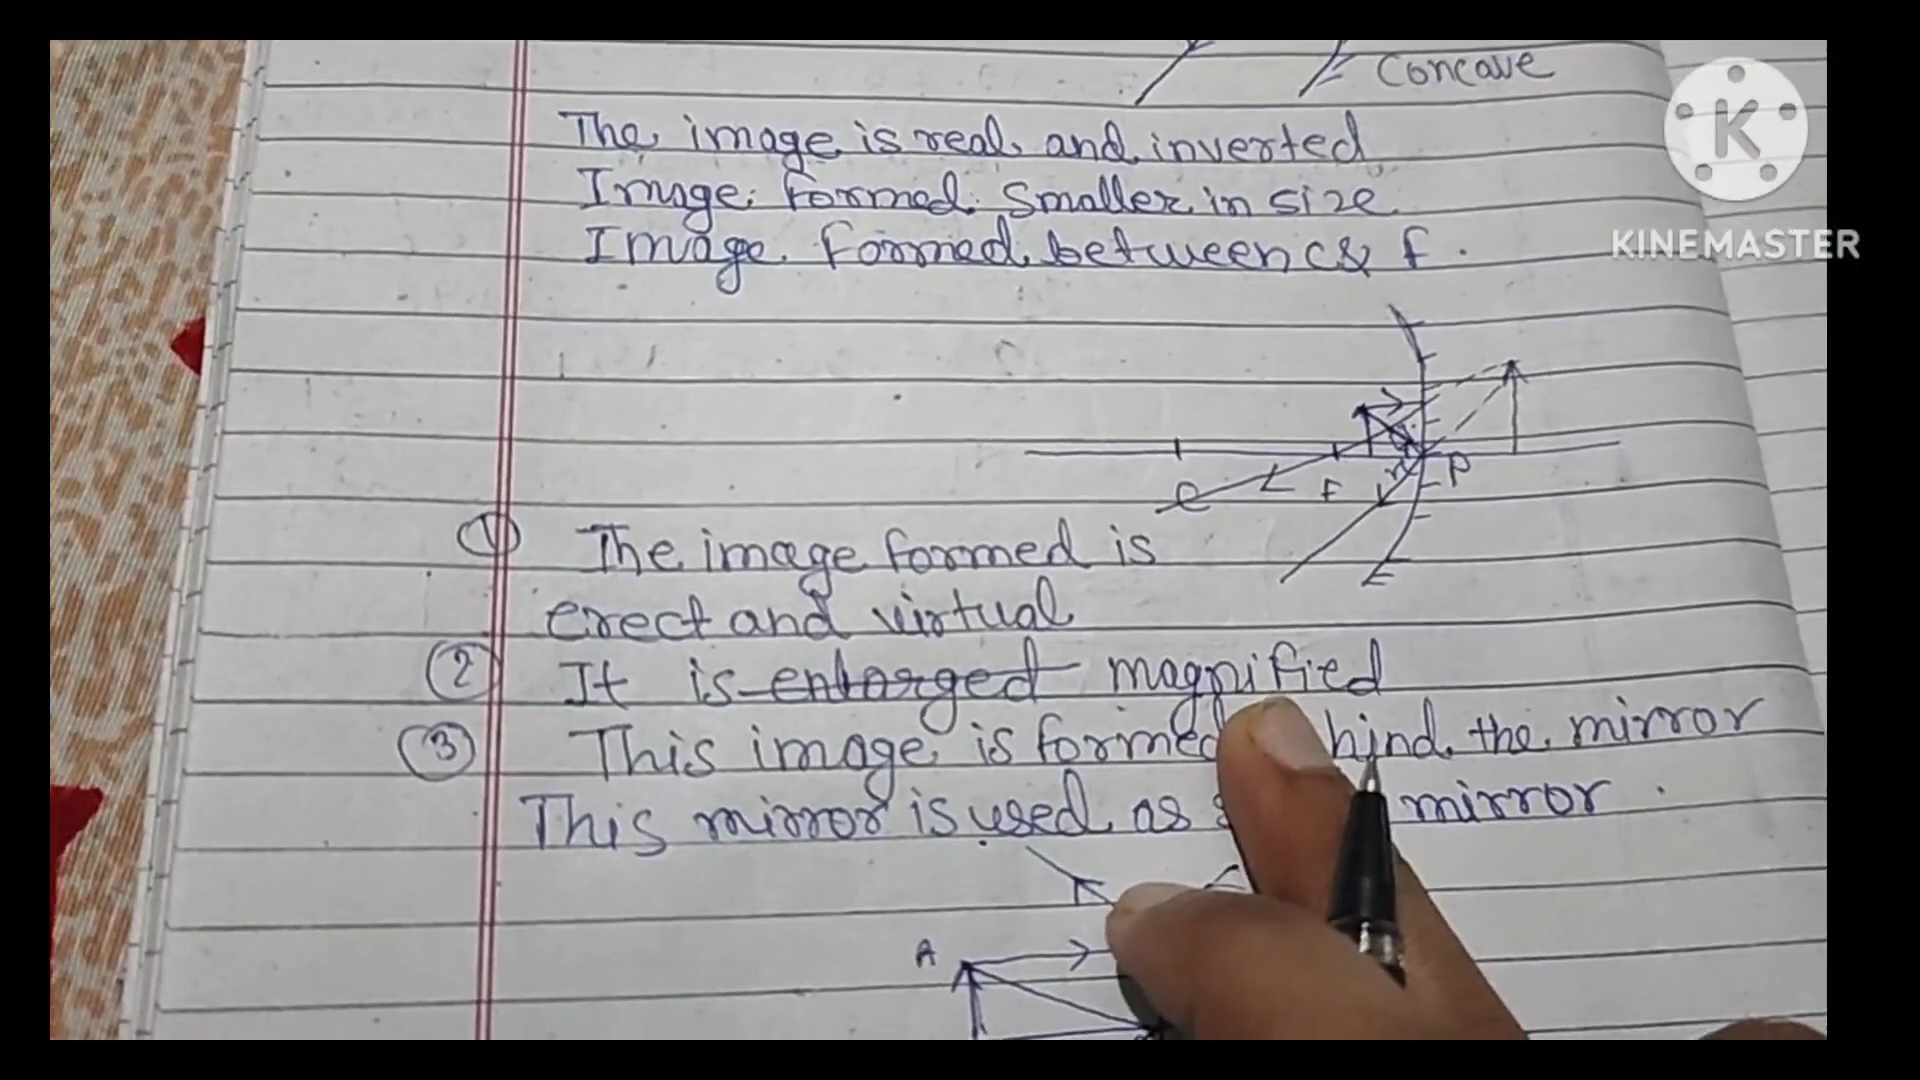 Concave
The image is real and inverted
Image formed smaller in size
Image formed between c & f.
P
C F
① The image formed is
erect and virtual
② It is enlarged magnified
③ This image is formed hind the mirror
This mirror is used as mirror.
A
K
KINEMASTER